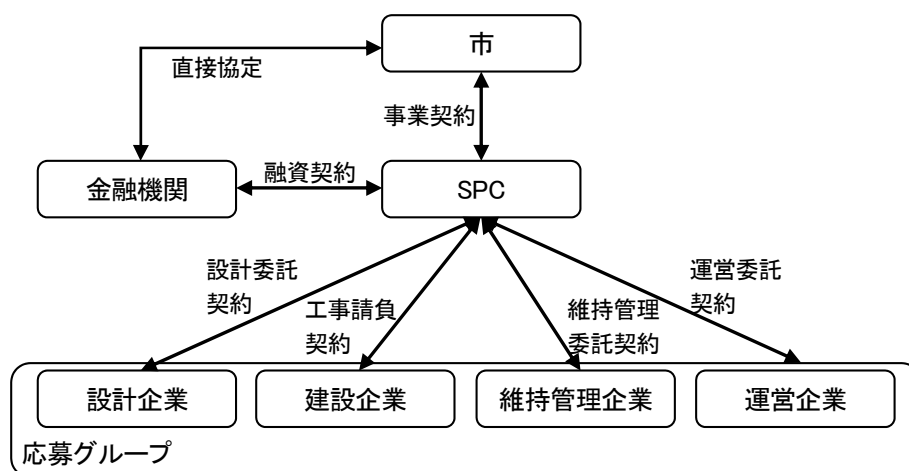 市
直接協定
事業契約
金融機関
融資契約
SPC
設計委託
契約
工事請負
契約
維持管理
委託契約
運営委託
契約
設計企業
建設企業
維持管理企業
運営企業
応募グループ